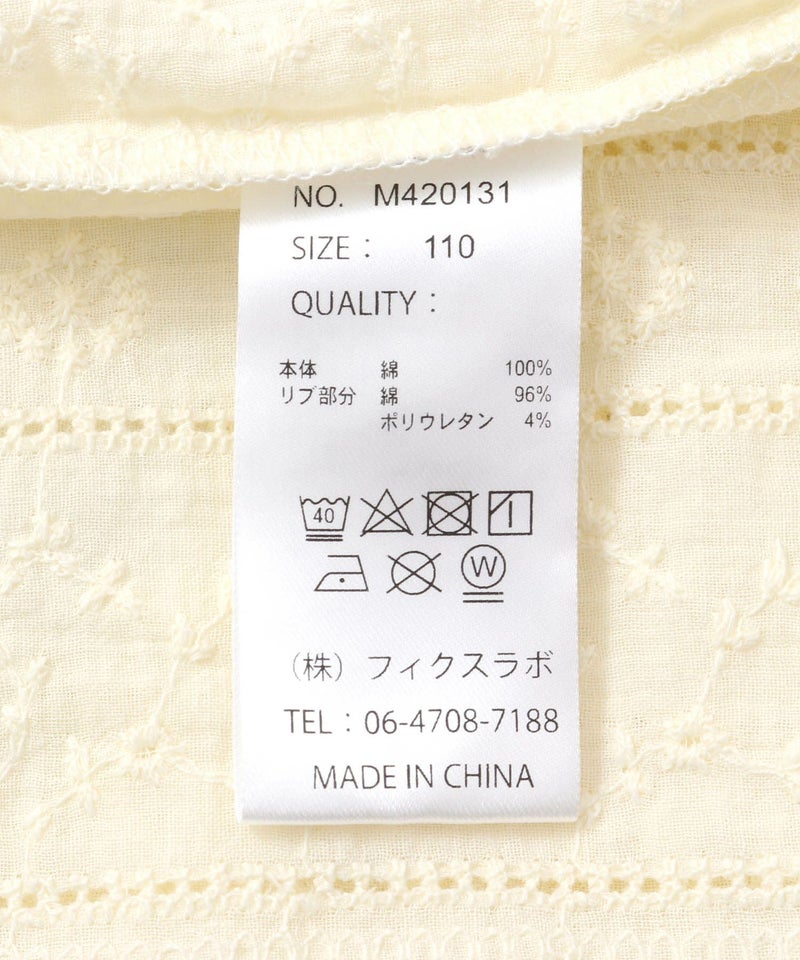 NO. M420131
SIZE： 110
QUALITY：
本体 綿 100%
リブ部分 綿 96%
ポリウレタン 4%
40
W
（株）フィクスラボ
TEL：06-4708-7188
MADE IN CHINA